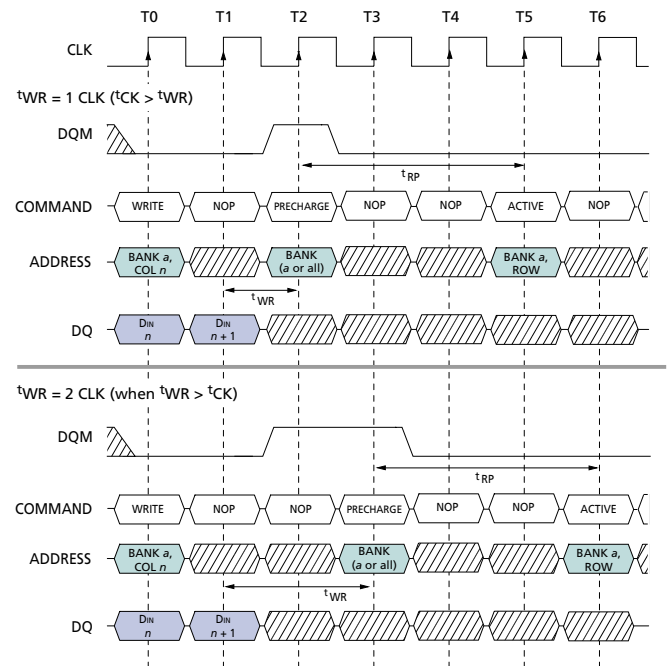 T0 T1 T2 T3 T4 T5 T6
CLK
tWR = 1 CLK (tCK > tWR)
DQM
tRP
COMMAND WRITE NOP PRECHARGE NOP NOP ACTIVE NOP
ADDRESS BANK a, COL n BANK (a or all) BANK a, ROW
tWR
DQ DIN n DIN n + 1
tWR = 2 CLK (when tWR > tCK)
DQM
tRP
COMMAND WRITE NOP NOP PRECHARGE NOP NOP ACTIVE
ADDRESS BANK a, COL n BANK (a or all) BANK a, ROW
tWR
DQ DIN n DIN n + 1